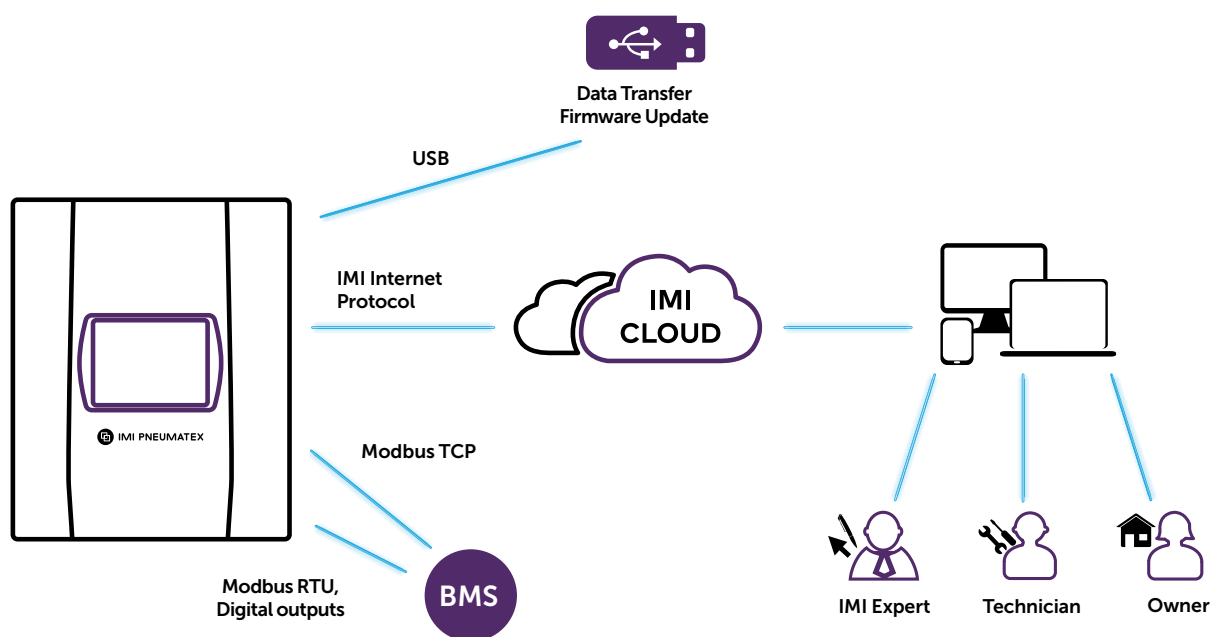 Data Transfer
Firmware Update
USB
IMI Internet
Protocol
IMI
CLOUD
IMI PNEUMATEX
Modbus TCP
Modbus RTU,
Digital outputs
BMS
IMI Expert
Technician
Owner